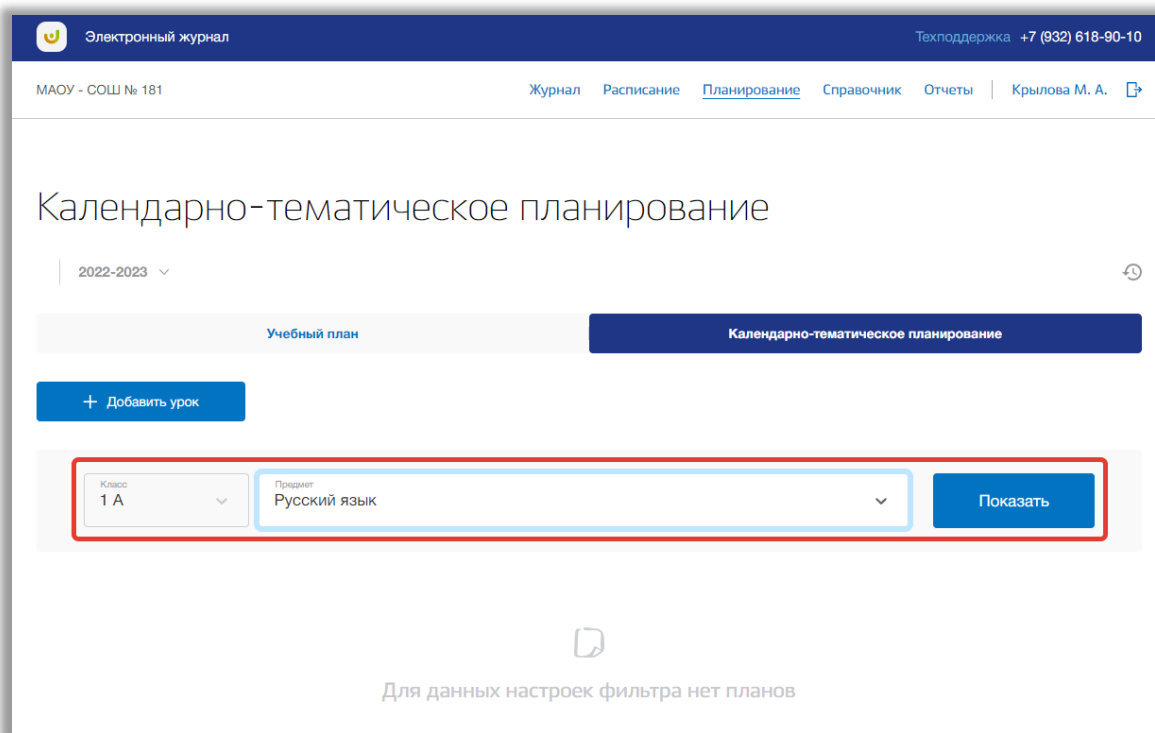 Электронный журнал Техподдержка +7 (932) 618-90-10
МАОУ - СОШ № 181 Журнал Расписание Планирование Справочник Отчеты Крылова М. А.
Календарно-тематическое планирование
2022-2023
Учебный план Календарно-тематическое планирование
+ Добавить урок
Класс Предмет
1 А Русский язык Показать
Для данных настроек фильтра нет планов